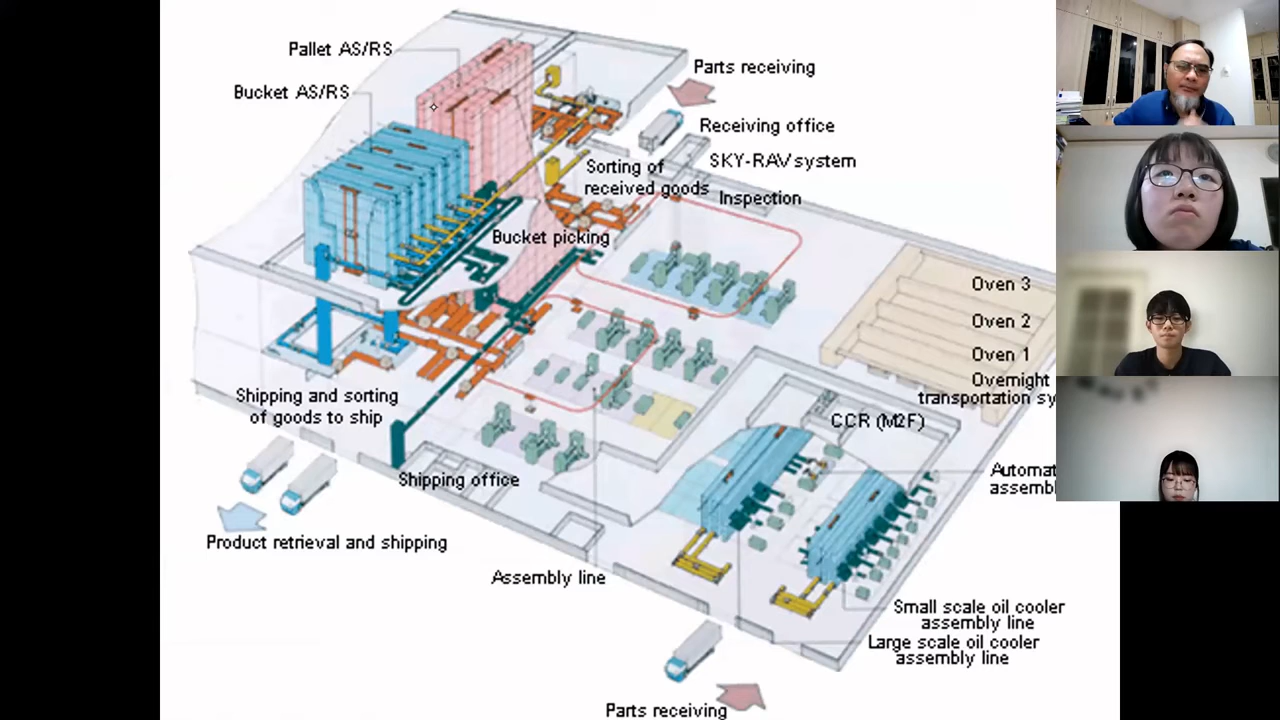 Pallet AS/RS
Bucket AS/RS
Parts receiving
Receiving office
SKY-RAV system
Sorting of
received goods
Inspection
Bucket picking
Oven 3
Oven 2
Oven 1
Overnight
transportation sy
CCR (M2F)
Shipping and sorting
of goods to ship
Automat
assemb
Shipping office
Product retrieval and shipping
Assembly line
Small scale oil cooler
assembly line
Large scale oil cooler
assembly line
Parts receiving